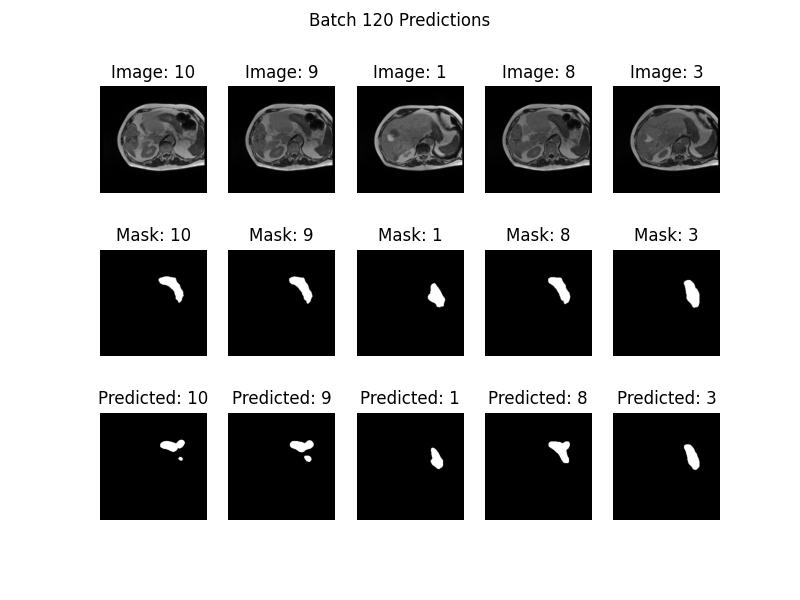 Batch 120 Predictions
Image: 10 Image: 9 Image: 1 Image: 8 Image: 3
Mask: 10 Mask: 9 Mask: 1 Mask: 8 Mask: 3
Predicted: 10 Predicted: 9 Predicted: 1 Predicted: 8 Predicted: 3